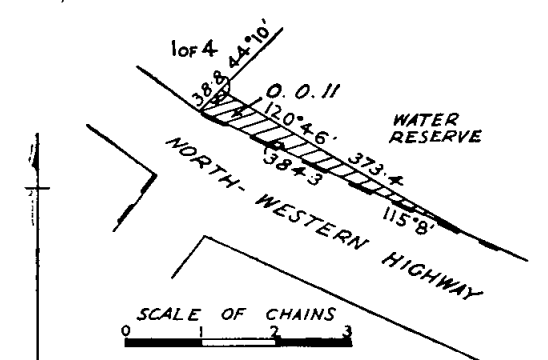 1 OF 4
44°10'
38.8
0. 0. 11
120°46'
WATER
RESERVE
373.4
384.3
115°8'
NORTH-WESTERN HIGHWAY
SCALE OF CHAINS
0 1 2 3